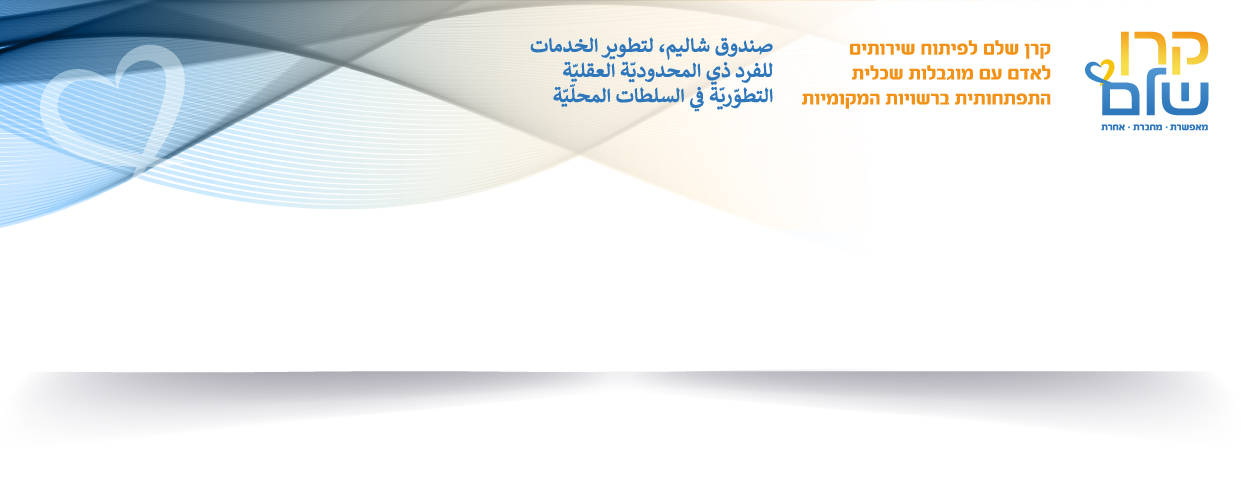 קרן
שלם
מאפשרת · מחברת · אחרת
קרן שלם לפיתוח שירותים
לאדם עם מוגבלות שכלית
התפתחותית ברשויות המקומיות
صندوق شاليم، لتطوير الخدمات
للفرد ذي المحدوديّة العقليّة
التطوّريّة في السلطات المحلّيّة